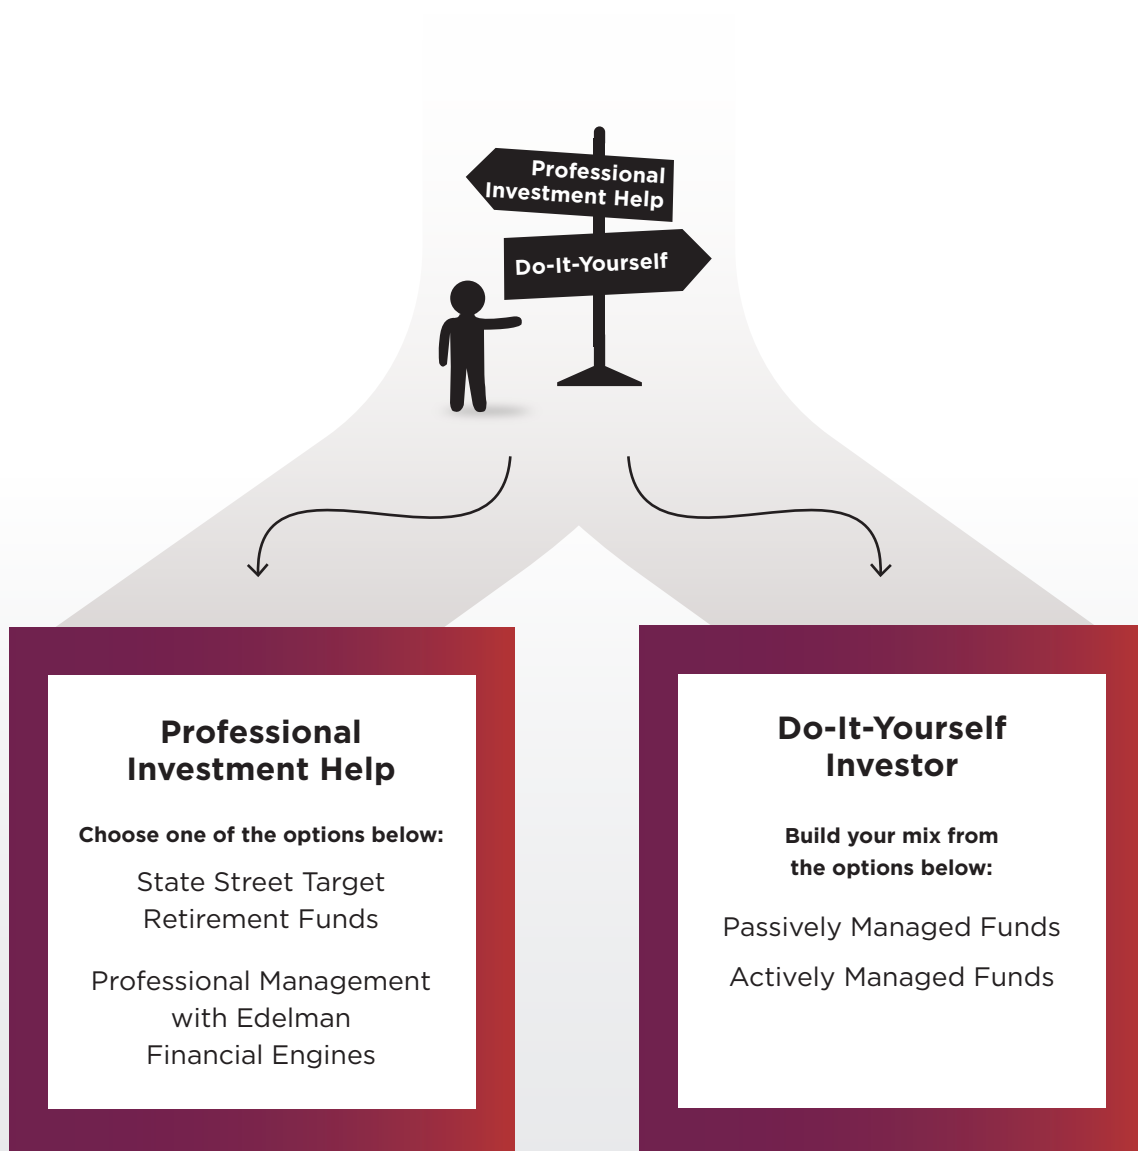 Professional
Investment Help
Do-It-Yourself
Professional
Investment Help
Choose one of the options below:
State Street Target
Retirement Funds
Professional Management
with Edelman
Financial Engines
Do-It-Yourself
Investor
Build your mix from
the options below:
Passively Managed Funds
Actively Managed Funds